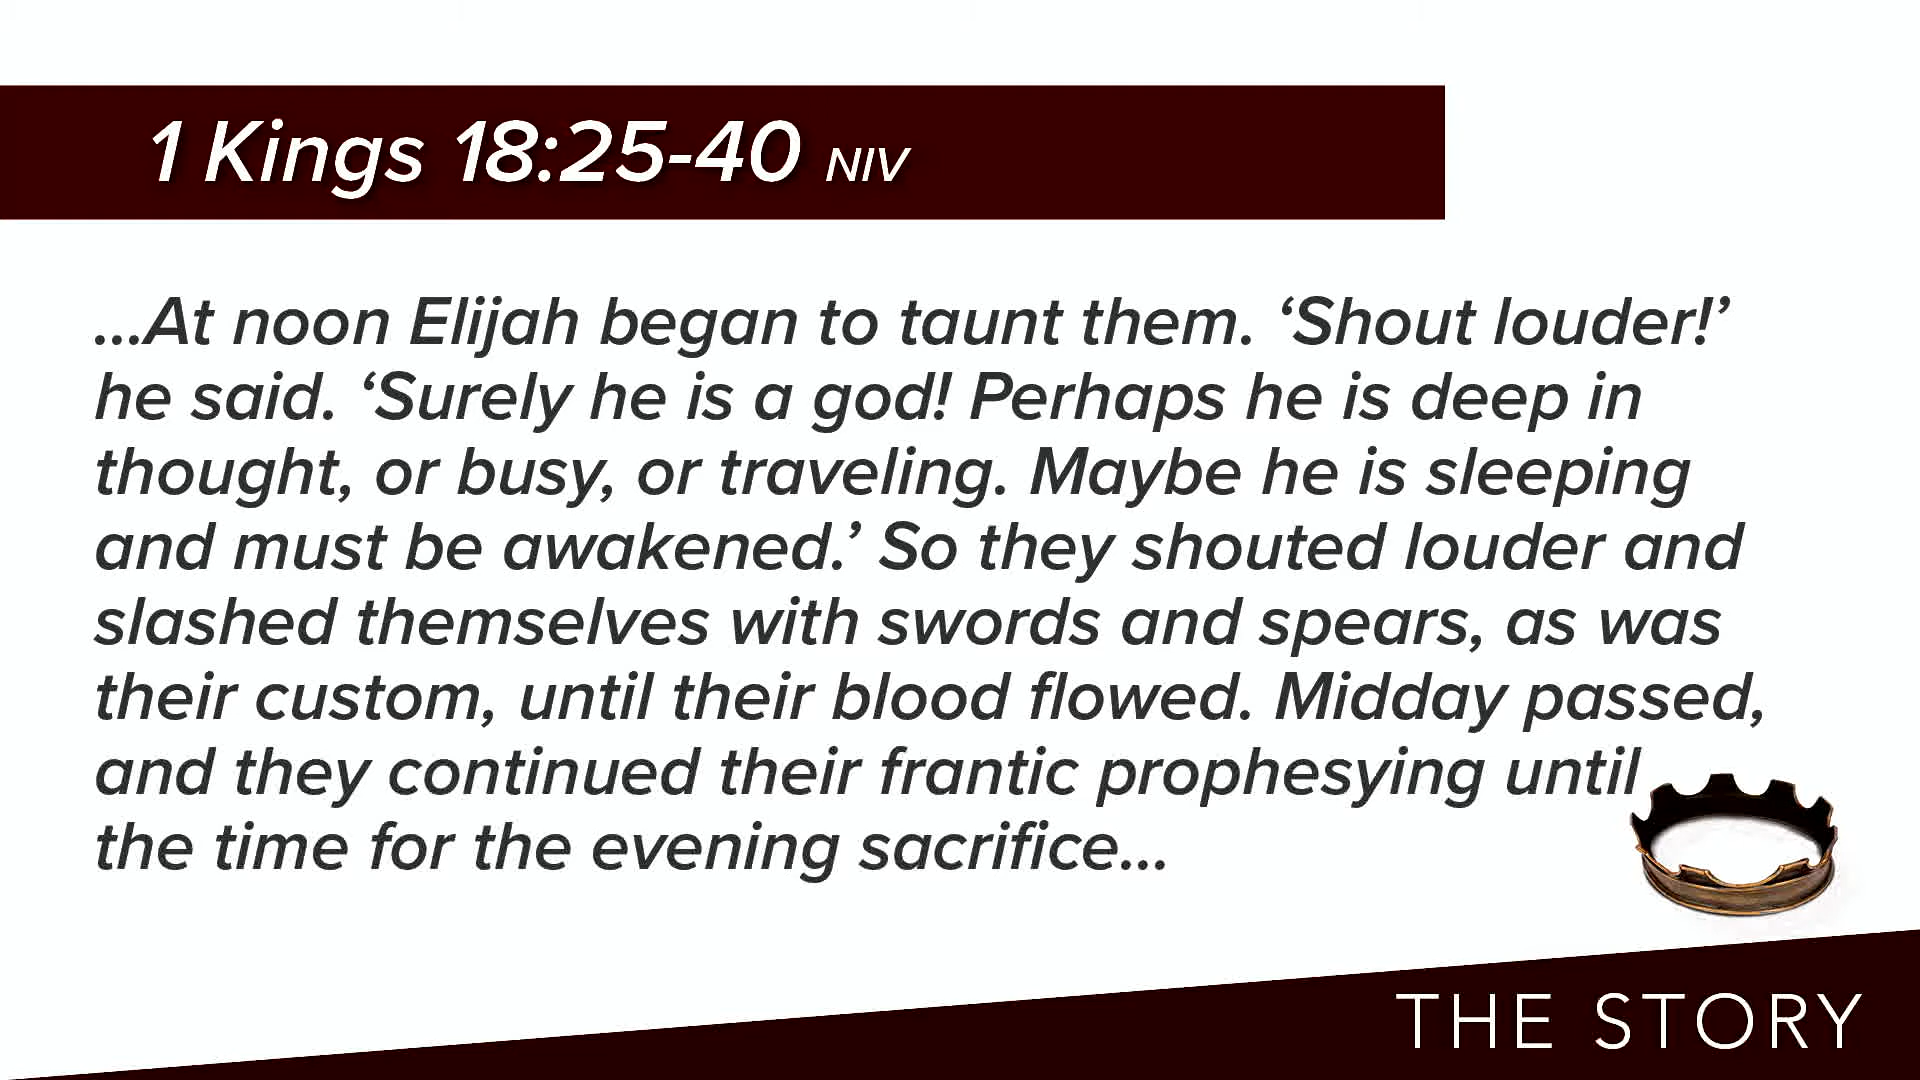 1 Kings 18:25-40 NIV
...At noon Elijah began to taunt them. ‘Shout louder!’
he said. ‘Surely he is a god! Perhaps he is deep in
thought, or busy, or traveling. Maybe he is sleeping
and must be awakened.’ So they shouted louder and
slashed themselves with swords and spears, as was
their custom, until their blood flowed. Midday passed,
and they continued their frantic prophesying until
the time for the evening sacrifice...
THE STORY